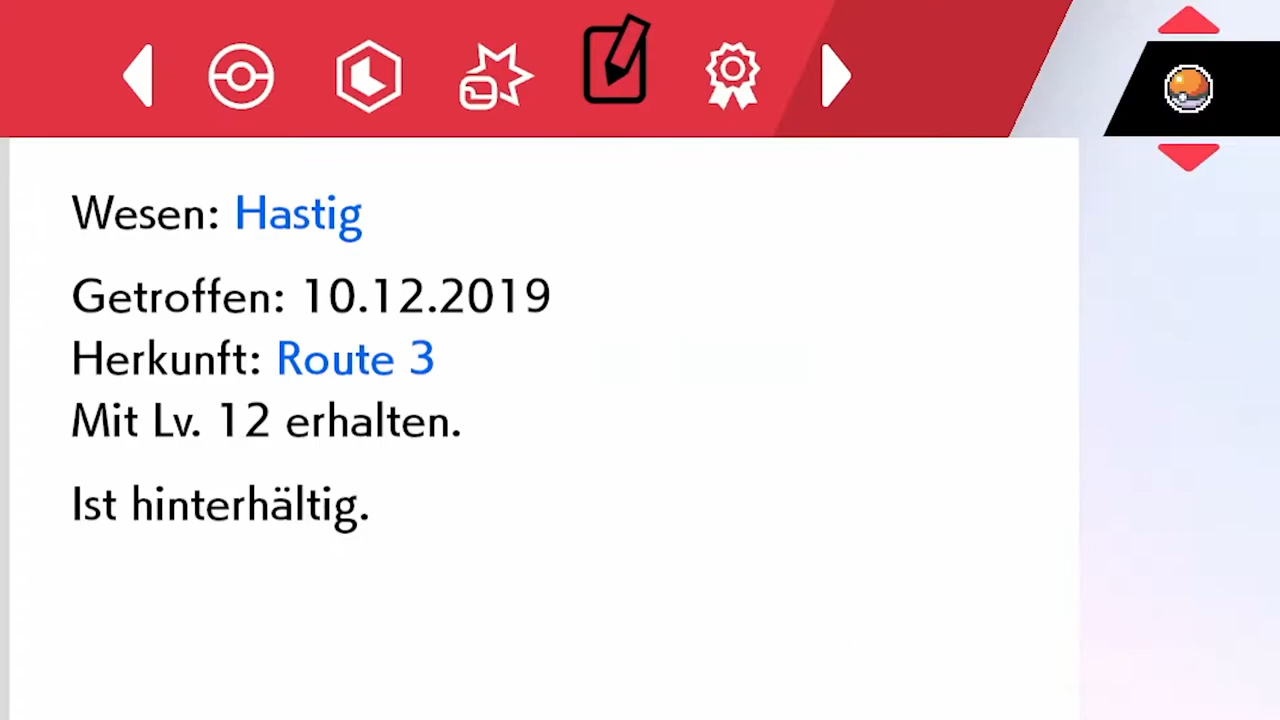 Wesen: Hastig
Getroffen: 10.12.2019
Herkunft: Route 3
Mit Lv. 12 erhalten.
Ist hinterhältig.